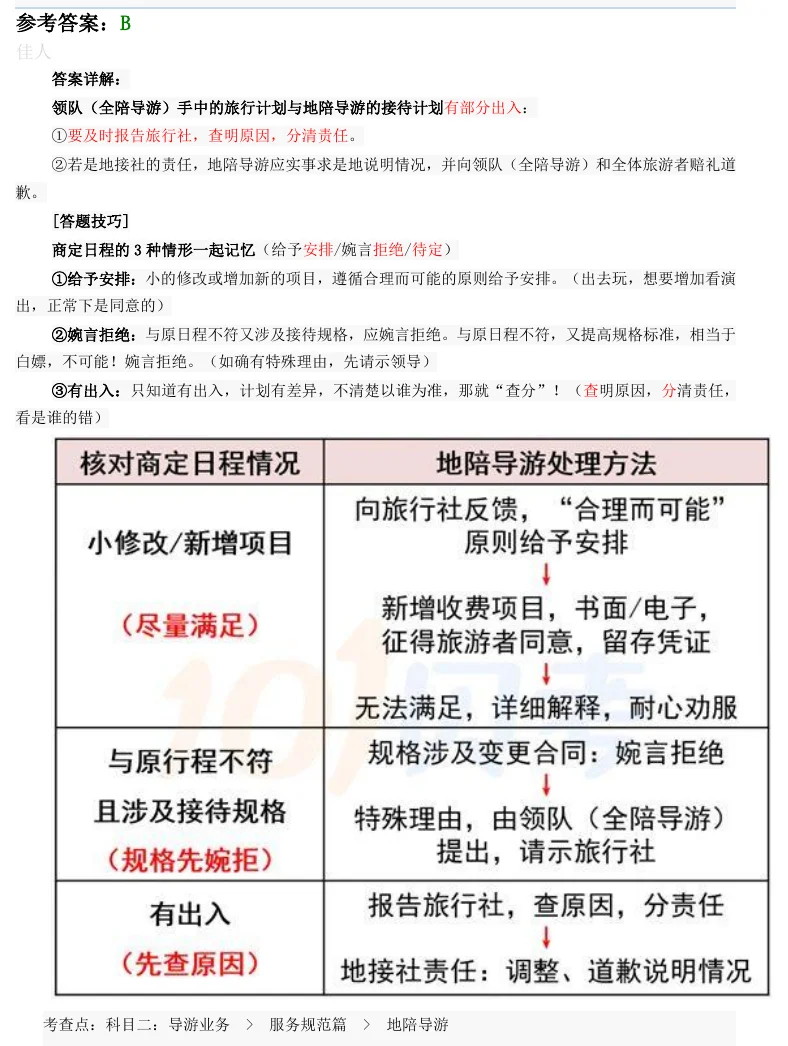 参考答案：B
佳人
答案详解：
领队（全陪导游）手中的旅行计划与地陪导游的接待计划有部分出入：
①要及时报告旅行社，查明原因，分清责任。
②若是地接社的责任，地陪导游应实事求是地说明情况，并向领队（全陪导游）和全体旅游者赔礼道
歉。
[答题技巧]
商定日程的 3 种情形一起记忆（给予安排/婉言拒绝/待定）
①给予安排：小的修改或增加新的项目，遵循合理而可能的原则给予安排。（出去玩，想要增加看演
出，正常下是同意的）
②婉言拒绝：与原日程不符又涉及接待规格，应婉言拒绝。与原日程不符，又提高规格标准，相当于
白嫖，不可能！婉言拒绝。（如确有特殊理由，先请示领导）
③有出入：只知道有出入，计划有差异，不清楚以谁为准，那就“查分”！（查明原因，分清责任，
看是谁的错）
核对商定日程情况
地陪导游处理方法
小修改/新增项目
（尽量满足）
向旅行社反馈，“合理而可能”
原则给予安排
↓
新增收费项目，书面/电子，
征得旅游者同意，留存凭证
↓
无法满足，详细解释，耐心劝服
与原行程不符
且涉及接待规格
（规格先婉拒）
规格涉及变更合同：婉言拒绝
↓
特殊理由，由领队（全陪导游）
提出，请示旅行社
有出入
（先查原因）
报告旅行社，查原因，分责任
↓
地接社责任：调整、道歉说明情况
101闪考
考查点：科目二：导游业务 > 服务规范篇 > 地陪导游